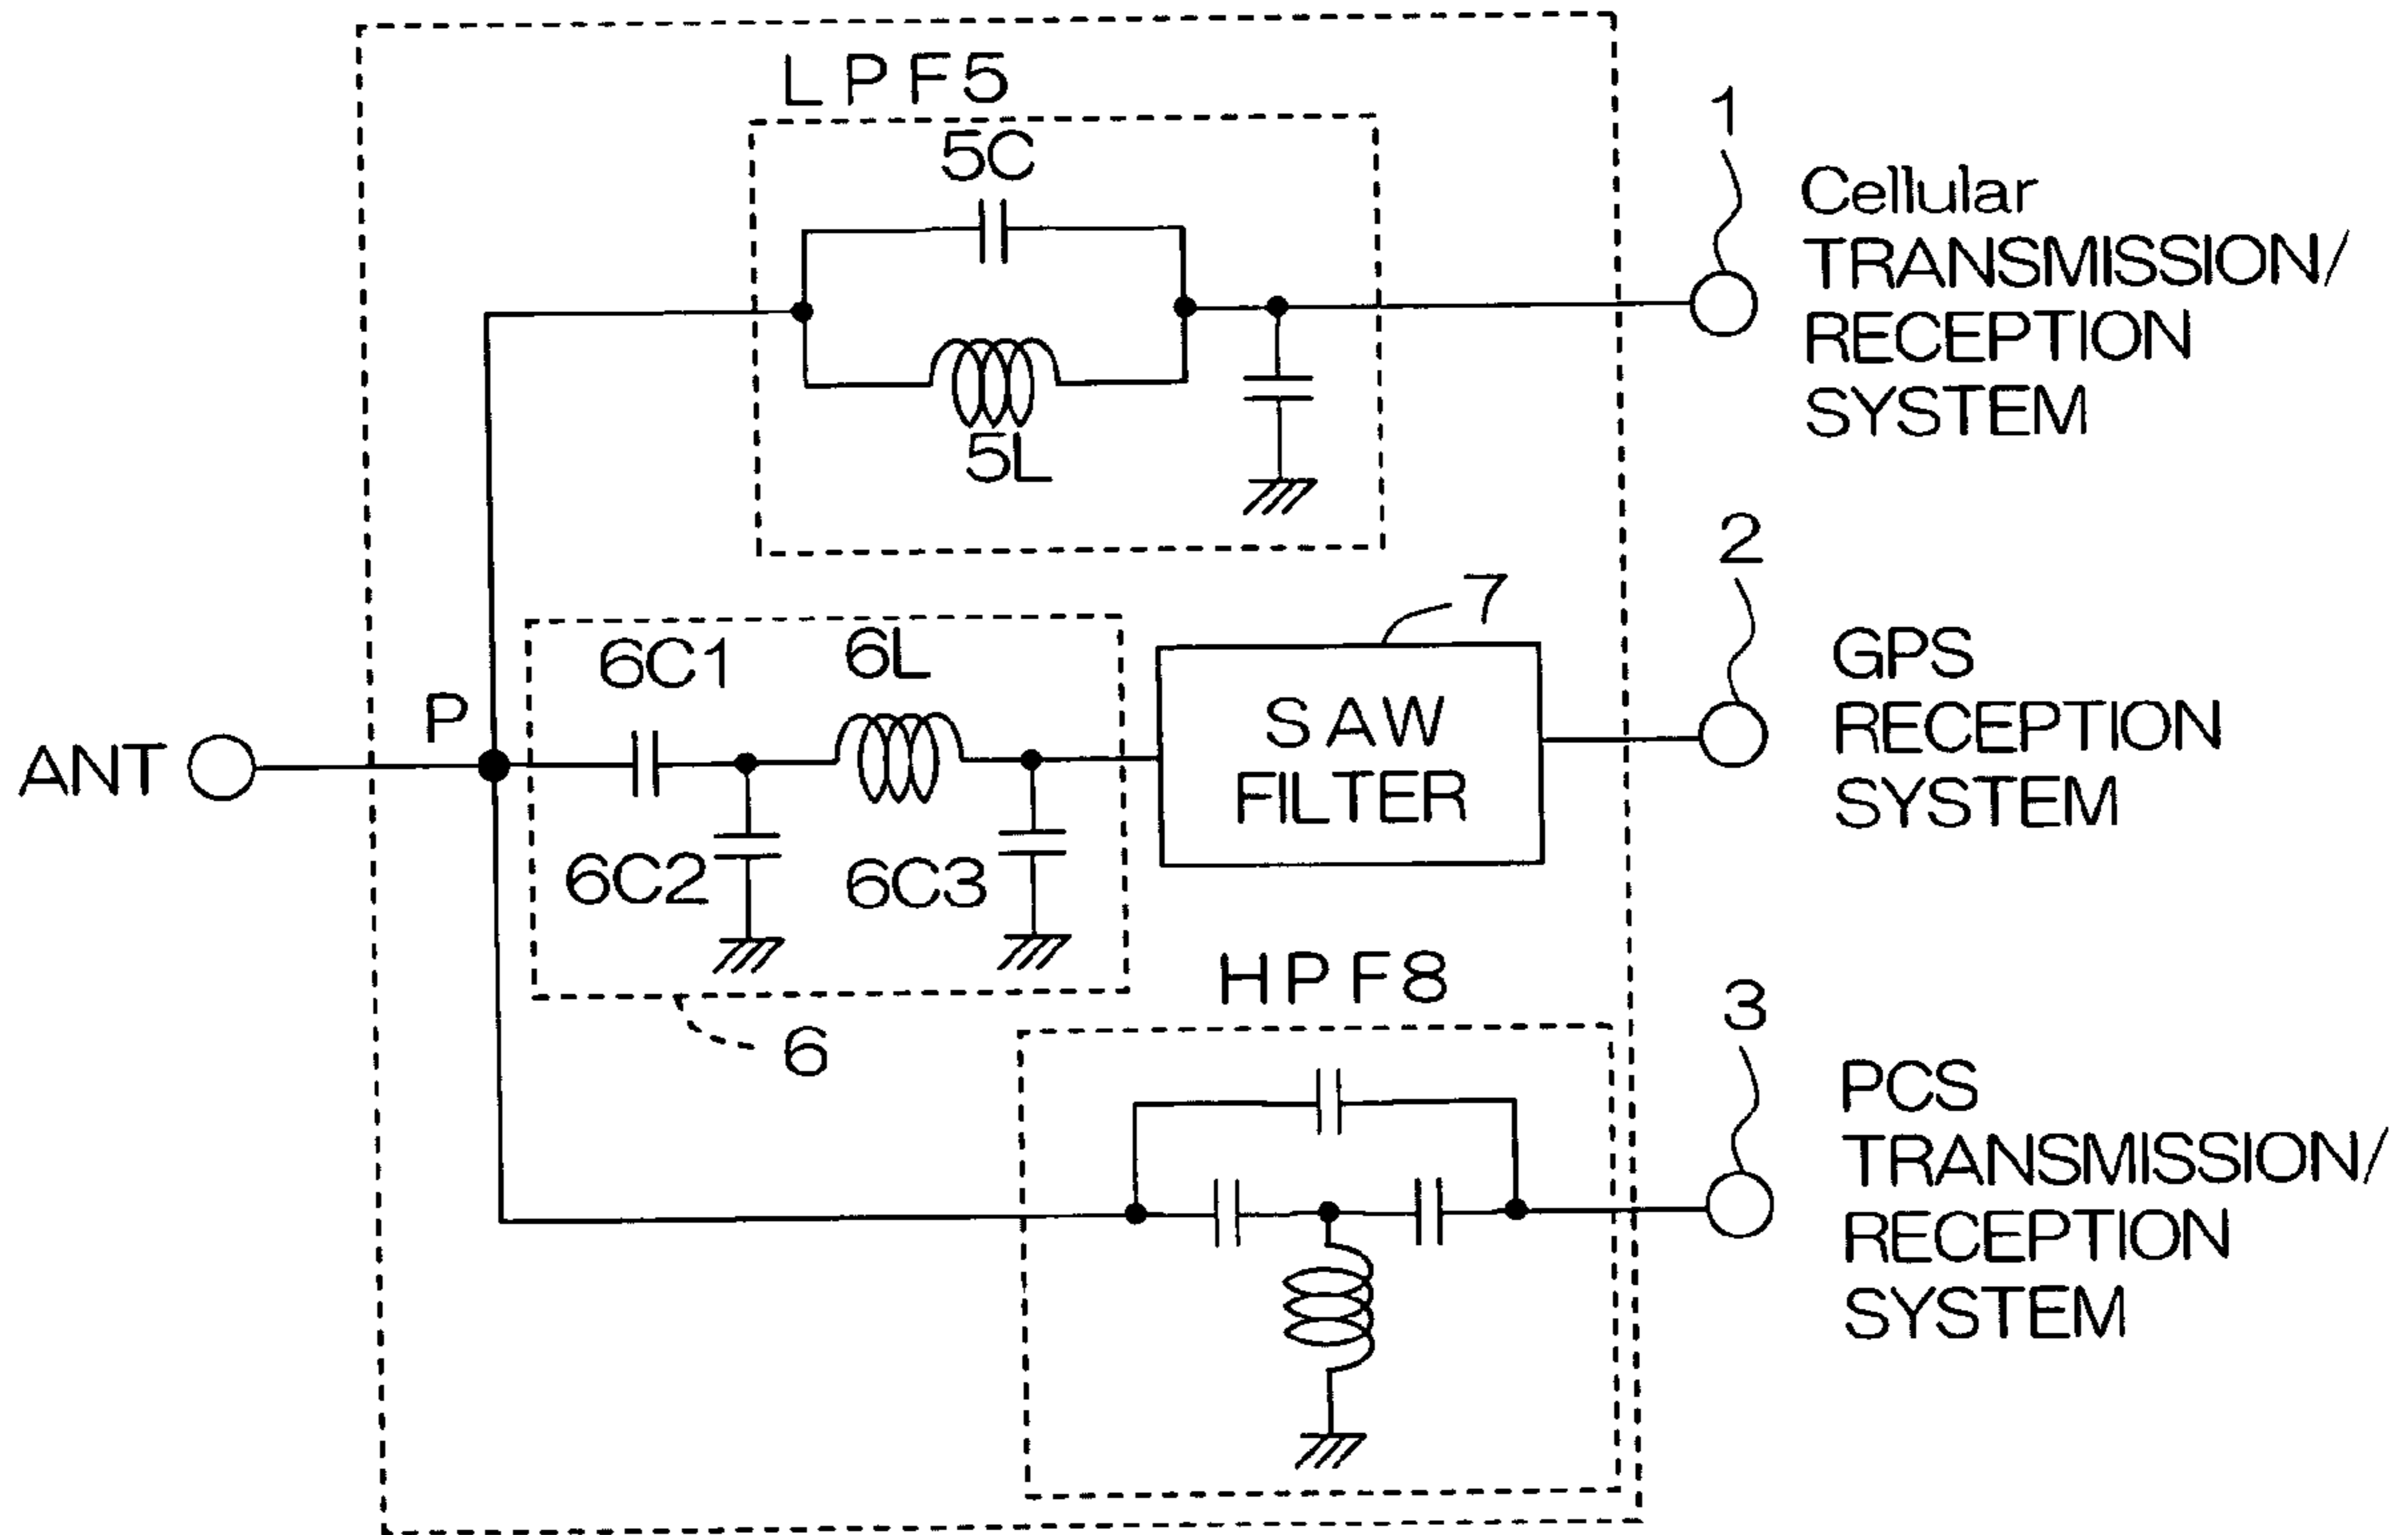 LPF5
5C
5L
1
Cellular
TRANSMISSION/
RECEPTION
SYSTEM
ANT
P
6C1
6L
6C2
6C3
6
7
SAW
FILTER
2
GPS
RECEPTION
SYSTEM
HPF8
3
PCS
TRANSMISSION/
RECEPTION
SYSTEM